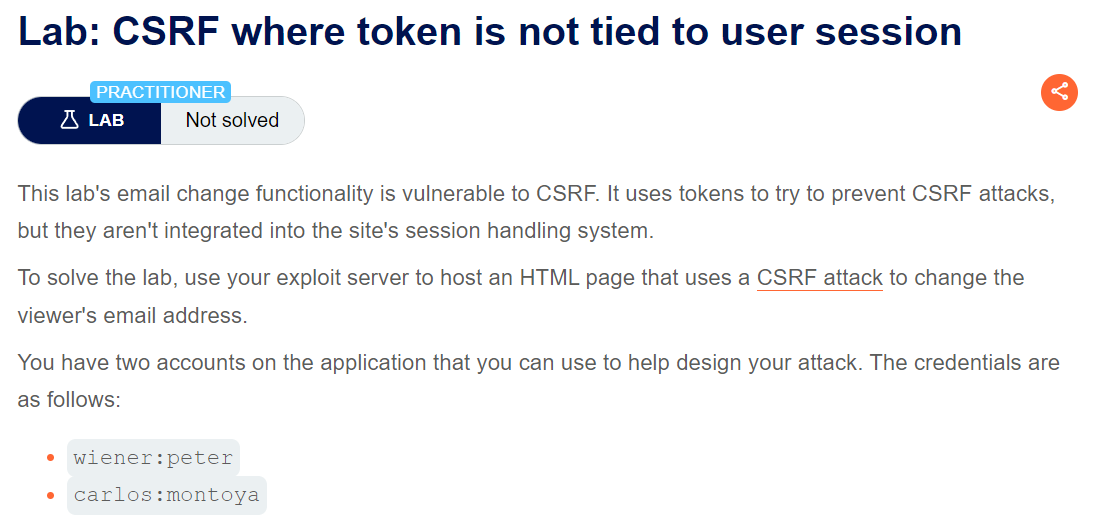 Lab: CSRF where token is not tied to user session
PRACTITIONER
LAB
Not solved
This lab's email change functionality is vulnerable to CSRF. It uses tokens to try to prevent CSRF attacks,
but they aren't integrated into the site's session handling system.
To solve the lab, use your exploit server to host an HTML page that uses a CSRF attack to change the
viewer's email address.
You have two accounts on the application that you can use to help design your attack. The credentials are
as follows:
wiener:peter
carlos:montoya